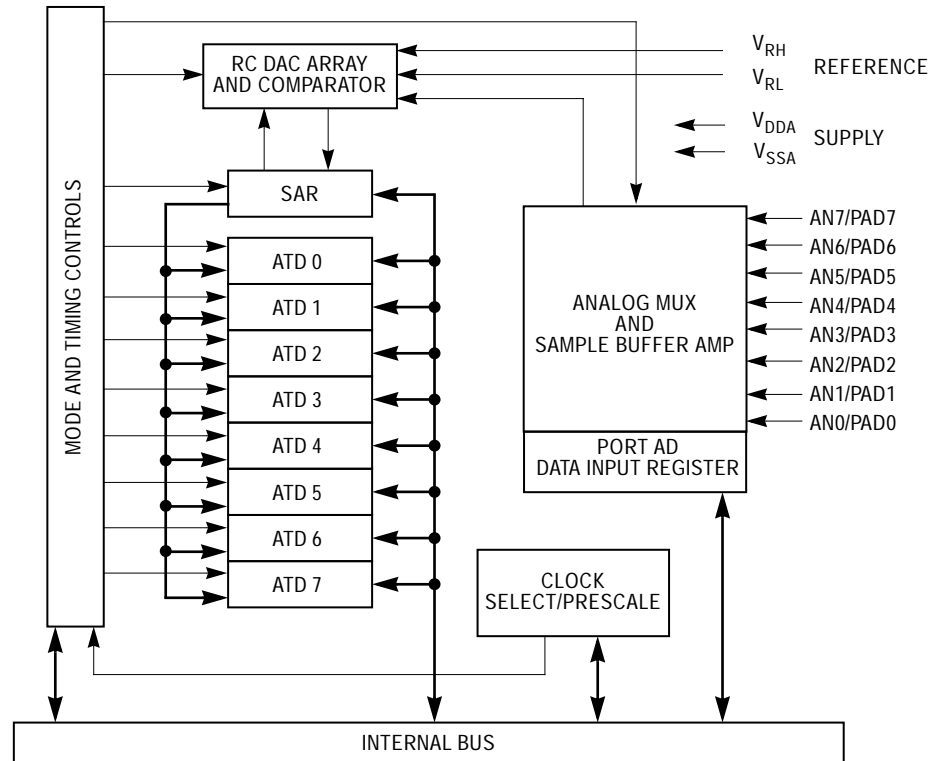 MODE AND TIMING CONTROLS
RC DAC ARRAY
AND COMPARATOR
V_RH
V_RL
REFERENCE
V_DDA
V_SSA
SUPPLY
SAR
ATD 0
ATD 1
ATD 2
ATD 3
ATD 4
ATD 5
ATD 6
ATD 7
ANALOG MUX
AND
SAMPLE BUFFER AMP
PORT AD
DATA INPUT REGISTER
AN7/PAD7
AN6/PAD6
AN5/PAD5
AN4/PAD4
AN3/PAD3
AN2/PAD2
AN1/PAD1
AN0/PAD0
CLOCK
SELECT/PRESCALE
INTERNAL BUS